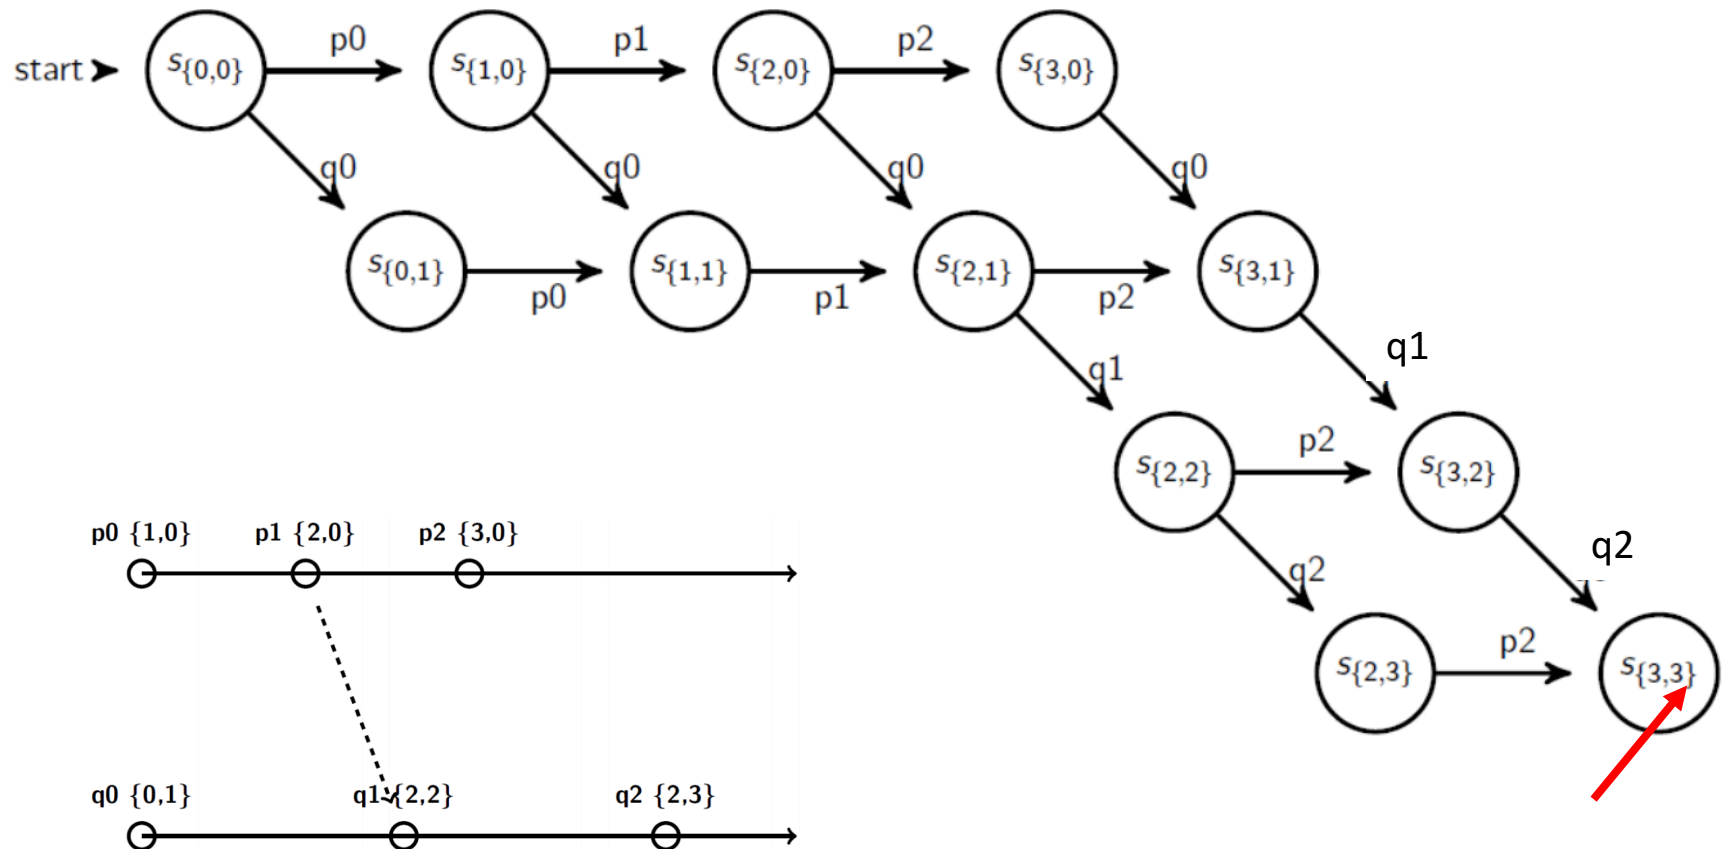 p0 p1 p2
start S{0,0} S{1,0} S{2,0} S{3,0}
q0 q0 q0 q0
S{0,1} S{1,1} S{2,1} S{3,1}
p0 p1 p2
q1 q1
p2
S{2,2} S{3,2}
p0 {1,0} p1 {2,0} p2 {3,0}
q2 q2
p2
S{2,3} S{3,3}
q0 {0,1} q1 {2,2} q2 {2,3}